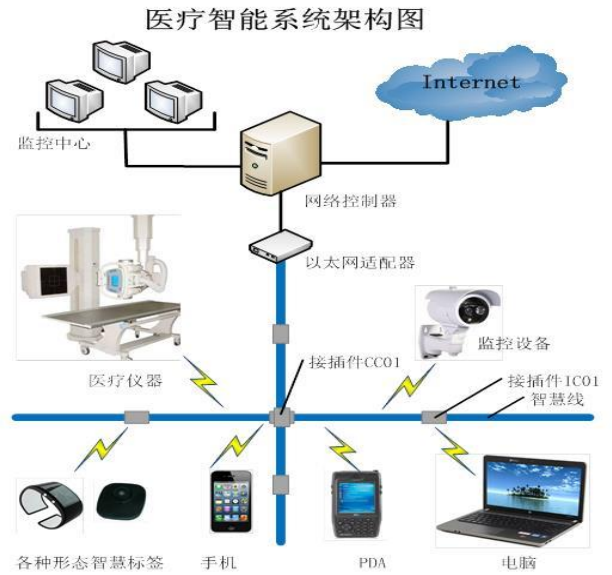 医疗智能系统架构图
Internet
监控中心
网络控制器
以太网适配器
监控设备
接插件CC01
医疗仪器
接插件IC01
智慧线
各种形态智慧标签
手机
PDA
电脑